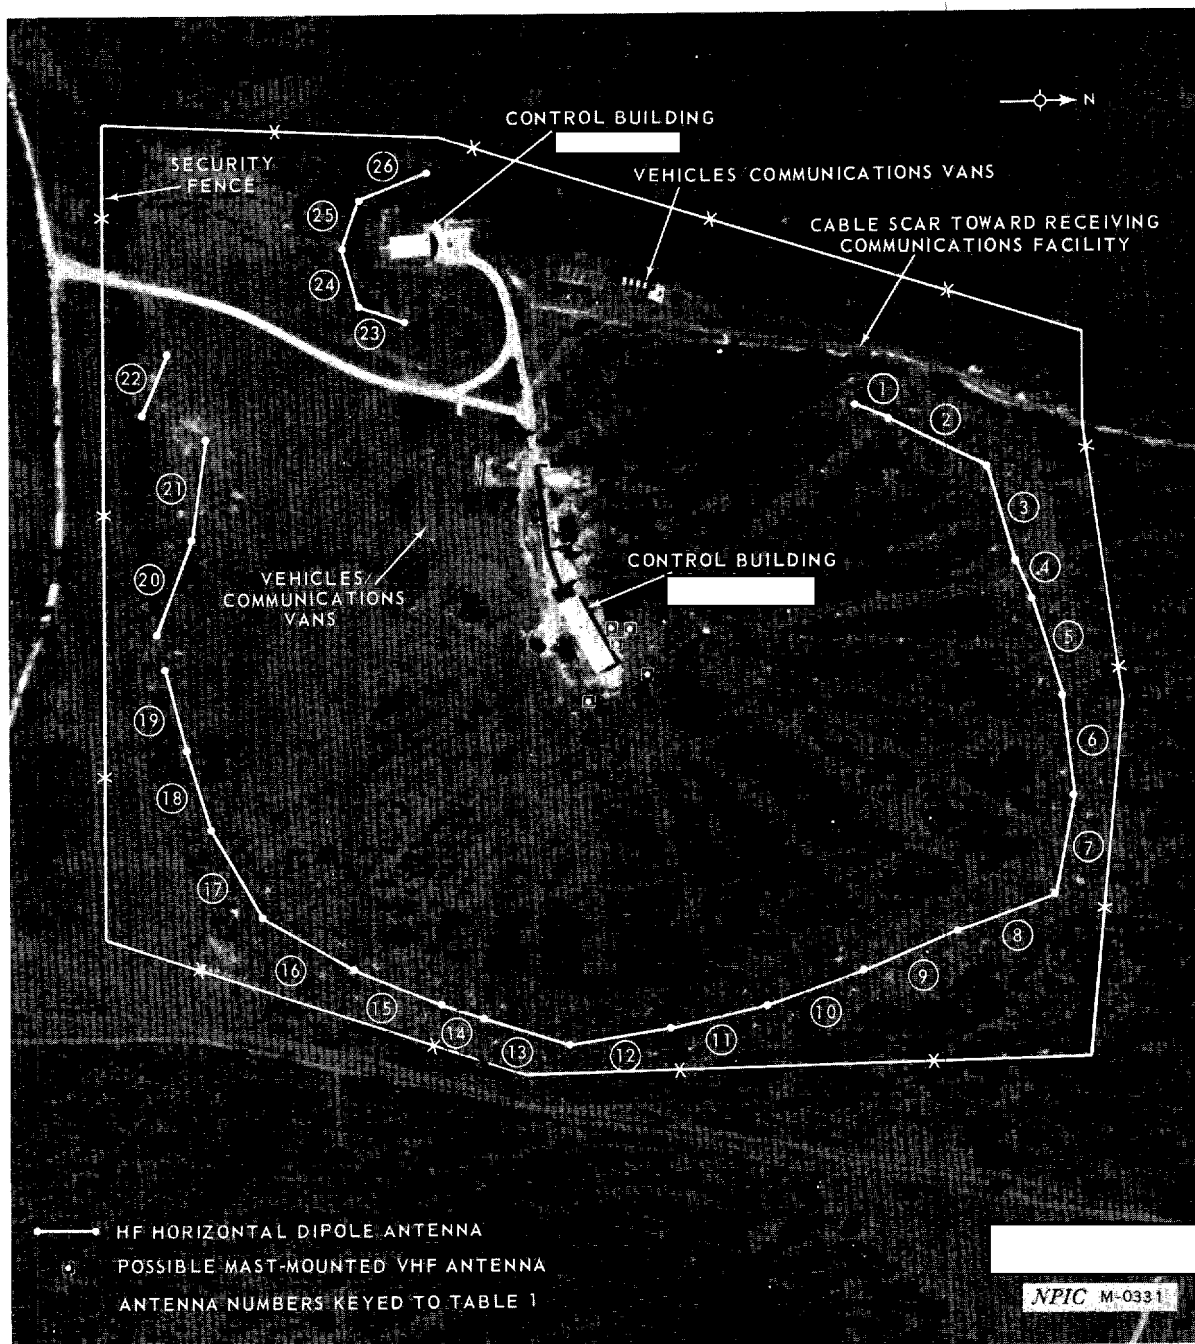 N
CONTROL BUILDING
SECURITY
FENCE
VEHICLES COMMUNICATIONS VANS
CABLE SCAR TOWARD RECEIVING
COMMUNICATIONS FACILITY
26
25
24
23
22
1
2
21
3
20
4
VEHICLES/
COMMUNICATIONS
VANS
CONTROL BUILDING
5
19
6
18
7
17
8
16
9
15
10
14
11
13
12
HF HORIZONTAL DIPOLE ANTENNA
POSSIBLE MAST-MOUNTED VHF ANTENNA
ANTENNA NUMBERS KEYED TO TABLE 1
NPIC M-0331